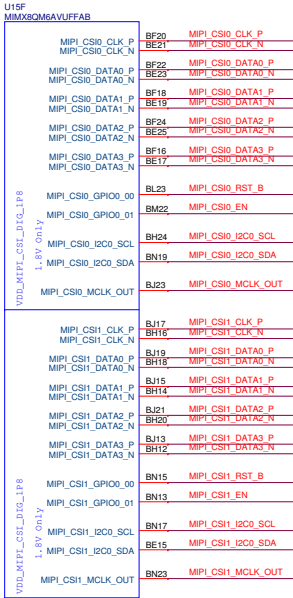 U15F
MIMX8QM6AVUFFAB
MIPI_CSI0_CLK_P BF20 MIPI_CSI0_CLK_P
MIPI_CSI0_CLK_N BE21 MIPI_CSI0_CLK_N
MIPI_CSI0_DATA0_P BF22 MIPI_CSI0_DATA0_P
MIPI_CSI0_DATA0_N BE23 MIPI_CSI0_DATA0_N
MIPI_CSI0_DATA1_P BF18 MIPI_CSI0_DATA1_P
MIPI_CSI0_DATA1_N BE19 MIPI_CSI0_DATA1_N
MIPI_CSI0_DATA2_P BF24 MIPI_CSI0_DATA2_P
MIPI_CSI0_DATA2_N BE25 MIPI_CSI0_DATA2_N
MIPI_CSI0_DATA3_P BF16 MIPI_CSI0_DATA3_P
MIPI_CSI0_DATA3_N BE17 MIPI_CSI0_DATA3_N
MIPI_CSI0_GPIO0_00 BL23 MIPI_CSI0_RST_B
MIPI_CSI0_GPIO0_01 BM22 MIPI_CSI0_EN
MIPI_CSI0_I2C0_SCL BH24 MIPI_CSI0_I2C0_SCL
MIPI_CSI0_I2C0_SDA BN19 MIPI_CSI0_I2C0_SDA
MIPI_CSI0_MCLK_OUT BJ23 MIPI_CSI0_MCLK_OUT
VDD_MIPI_CSI_DIG_1P8
1.8V Only
MIPI_CSI1_CLK_P BJ17 MIPI_CSI1_CLK_P
MIPI_CSI1_CLK_N BH16 MIPI_CSI1_CLK_N
MIPI_CSI1_DATA0_P BJ19 MIPI_CSI1_DATA0_P
MIPI_CSI1_DATA0_N BH18 MIPI_CSI1_DATA0_N
MIPI_CSI1_DATA1_P BJ15 MIPI_CSI1_DATA1_P
MIPI_CSI1_DATA1_N BH14 MIPI_CSI1_DATA1_N
MIPI_CSI1_DATA2_P BJ21 MIPI_CSI1_DATA2_P
MIPI_CSI1_DATA2_N BH20 MIPI_CSI1_DATA2_N
MIPI_CSI1_DATA3_P BJ13 MIPI_CSI1_DATA3_P
MIPI_CSI1_DATA3_N BH12 MIPI_CSI1_DATA3_N
MIPI_CSI1_GPIO0_00 BN15 MIPI_CSI1_RST_B
MIPI_CSI1_GPIO0_01 BN13 MIPI_CSI1_EN
MIPI_CSI1_I2C0_SCL BN17 MIPI_CSI1_I2C0_SCL
MIPI_CSI1_I2C0_SDA BE15 MIPI_CSI1_I2C0_SDA
MIPI_CSI1_MCLK_OUT BN23 MIPI_CSI1_MCLK_OUT
VDD_MIPI_CSI_DIG_1P8
1.8V Only